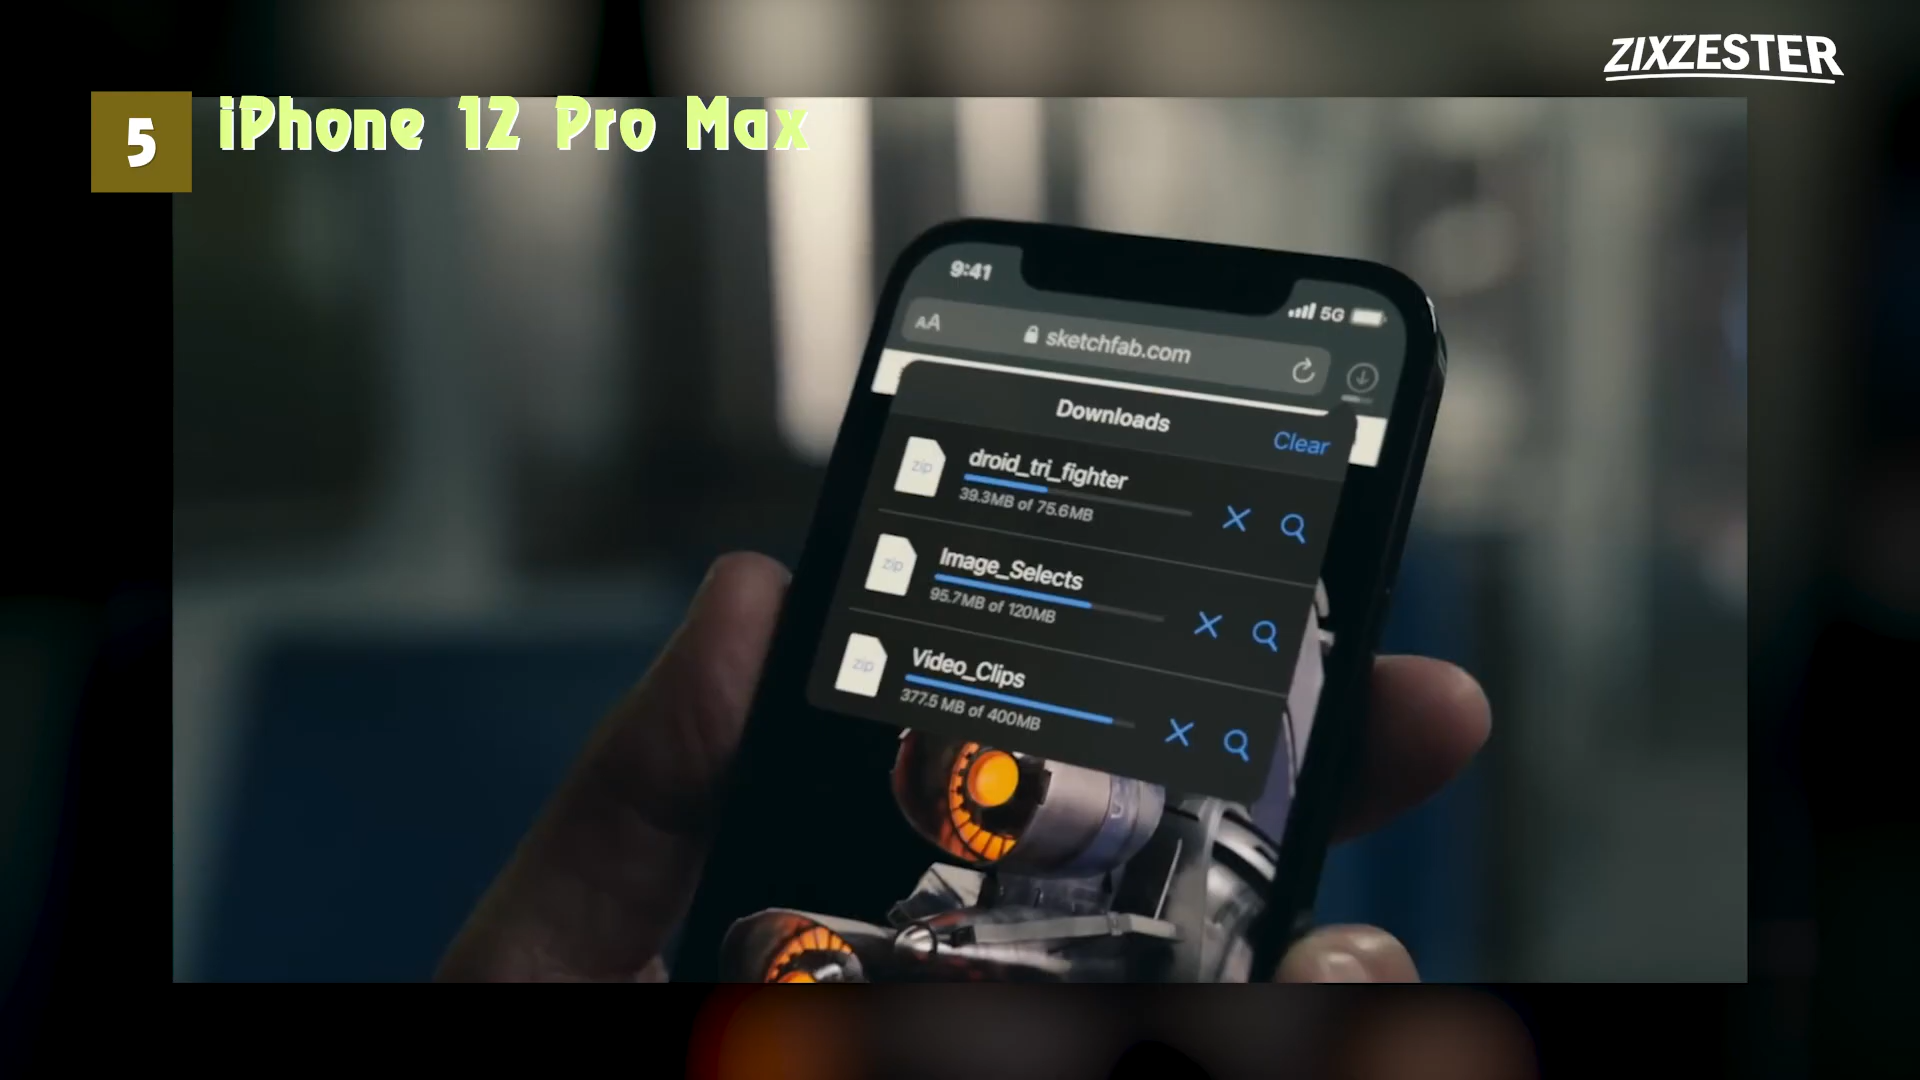 ZIXZESTER
5
iPhone 12 Pro Max
9:41
5G
AA
sketchfab.com
Downloads
Clear
zip
droid_tri_fighter
39.3MB of 75.6MB
zip
Image_Selects
95.7MB of 120MB
zip
Video_Clips
377.5 MB of 400MB